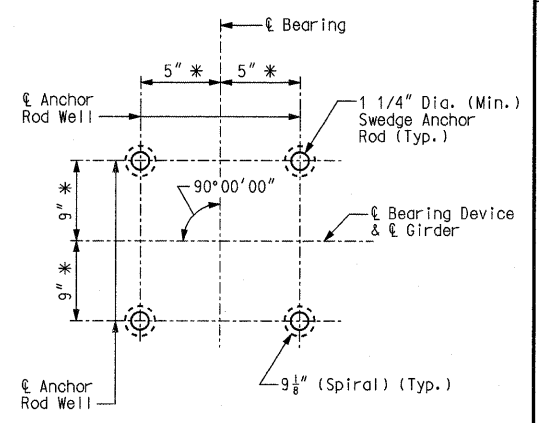 ℄ Bearing
5" *
5" *
℄ Anchor
Rod Well
1 1/4" Dia. (Min.)
Swedge Anchor
Rod (Typ.)
9" *
90°00'00"
℄ Bearing Device
& ℄ Girder
9" *
℄ Anchor
Rod Well
9⅛" (Spiral) (Typ.)